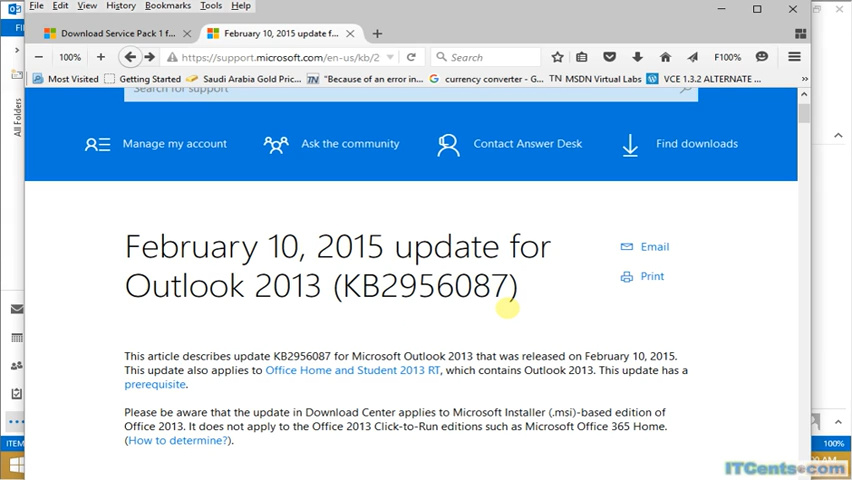 File Edit View History Bookmarks Tools Help
Download Service Pack 1 f...
February 10, 2015 update f...
100%
https://support.microsoft.com/en-us/kb/2
Search
F100%
Most Visited
Getting Started
Saudi Arabia Gold Pric...
"Because of an error in...
currency converter - G...
MSDN Virtual Labs
VCE 1.3.2 ALTERNATE ...
Search for support
All Folders
Manage my account
Ask the community
Contact Answer Desk
Find downloads
February 10, 2015 update for
Outlook 2013 (KB2956087)
Email
Print
This article describes update KB2956087 for Microsoft Outlook 2013 that was released on February 10, 2015.
This update also applies to Office Home and Student 2013 RT, which contains Outlook 2013. This update has a
prerequisite.
Please be aware that the update in Download Center applies to Microsoft Installer (.msi)-based edition of
Office 2013. It does not apply to the Office 2013 Click-to-Run editions such as Microsoft Office 365 Home.
(How to determine?).
ITEM
100%
ITCents.com